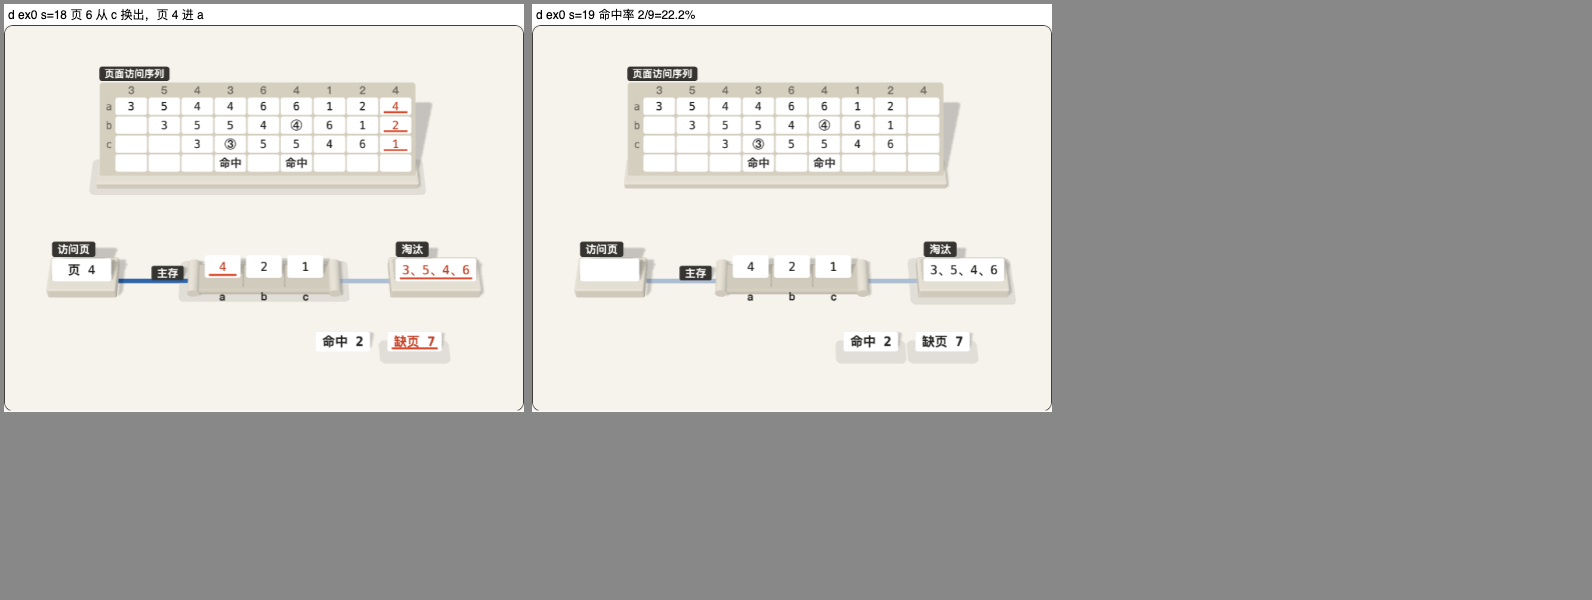 d ex0 s=18 页 6 从 c 换出，页 4 进 a
页面访问序列
3 5 4 3 6 4 1 2 4
a 3 5 4 4 6 6 1 2 4
b 3 5 5 4 ④ 6 1 2
c 3 ③ 5 5 4 6 1
命中 命中
访问页
页 4
主存
4 2 1
a b c
淘汰
3、5、4、6
命中 2
缺页 7
d ex0 s=19 命中率 2/9=22.2%
页面访问序列
3 5 4 3 6 4 1 2 4
a 3 5 4 4 6 6 1 2
b 3 5 5 4 ④ 6 1
c 3 ③ 5 5 4 6
命中 命中
访问页
主存
4 2 1
a b c
淘汰
3、5、4、6
命中 2
缺页 7